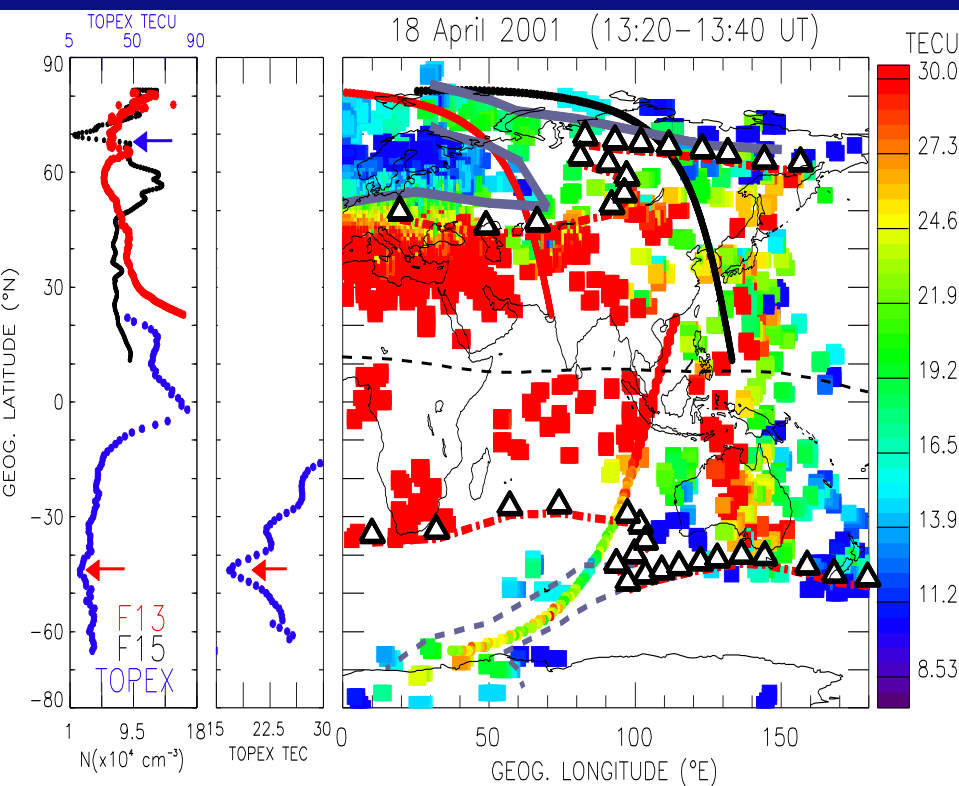 TOPEX TECU
5 50 90
18 April 2001 (13:20–13:40 UT)
TECU
90
60
30
0
-30
-60
-80
GEOG. LATITUDE (°N)
F13
F15
TOPEX
1 9.5 18
N(x10⁴ cm⁻³)
15 22.5 30
TOPEX TEC
0 50 100 150
GEOG. LONGITUDE (°E)
30.0
27.3
24.6
21.9
19.2
16.5
13.9
11.2
8.53